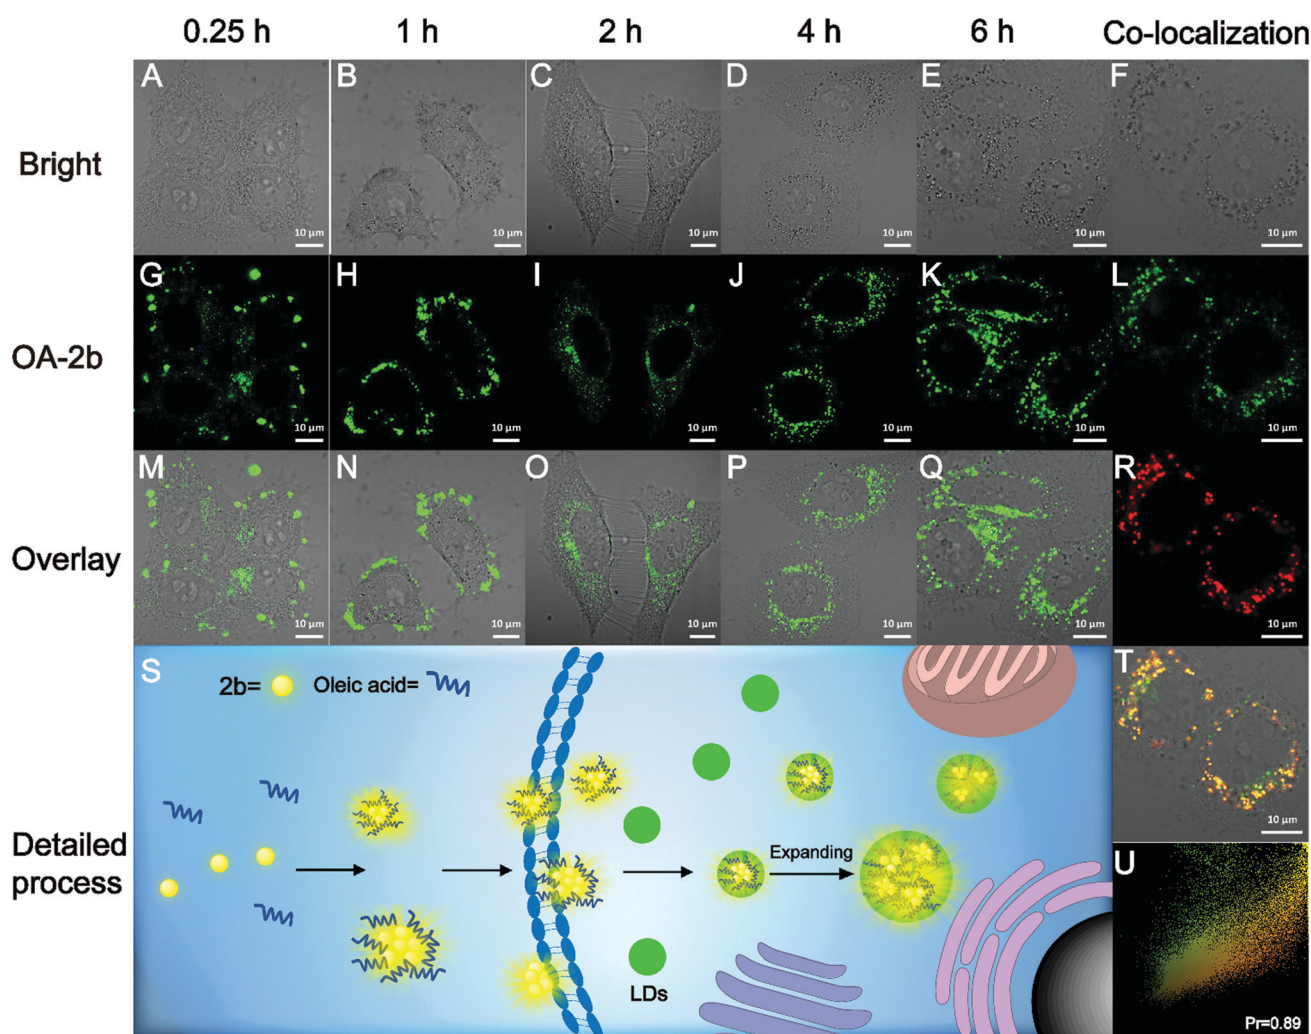 0.25 h 1 h 2 h 4 h 6 h Co-localization
Bright
A B C D E F
10 µm 10 µm 10 µm 10 µm 10 µm 10 µm
OA-2b
G H I J K L
10 µm 10 µm 10 µm 10 µm 10 µm 10 µm
Overlay
M N O P Q R
10 µm 10 µm 10 µm 10 µm 10 µm 10 µm
Detailed
process
S
2b=
Oleic acid=
Expanding
LDs
T
10 µm
U
Pr=0.89